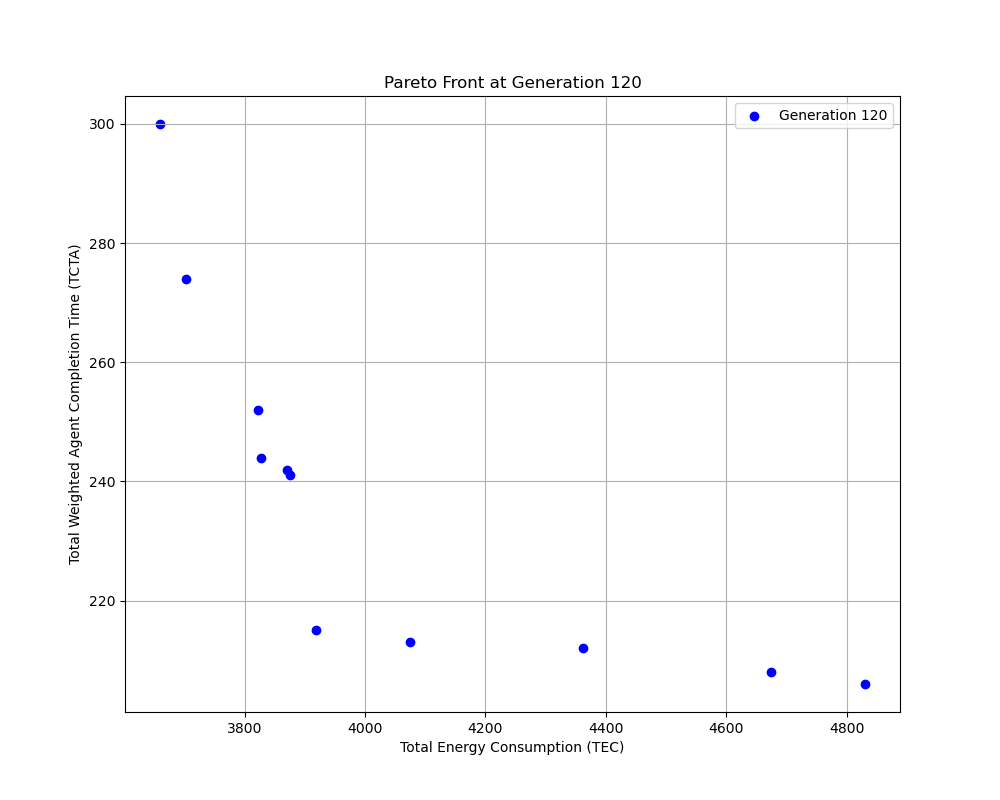 Pareto Front at Generation 120
Generation 120
Total Weighted Agent Completion Time (TCTA)
300
280
260
240
220
3800 4000 4200 4400 4600 4800
Total Energy Consumption (TEC)